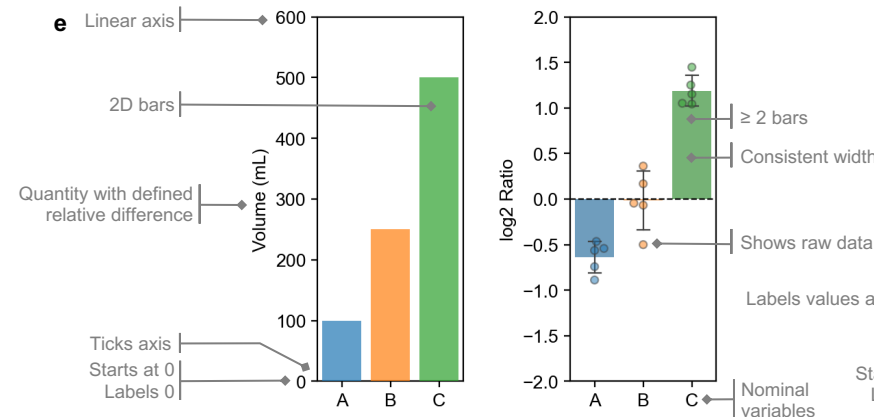 e
Linear axis
2D bars
Quantity with defined
relative difference
Ticks axis
Starts at 0
Labels 0
Volume (mL)
600
500
400
300
200
100
0
A
B
C
log2 Ratio
2.0
1.5
1.0
0.5
0.0
−0.5
−1.0
−1.5
−2.0
A
B
C
≥ 2 bars
Consistent width
Shows raw data
Labels values a
Nominal
variables
St
L